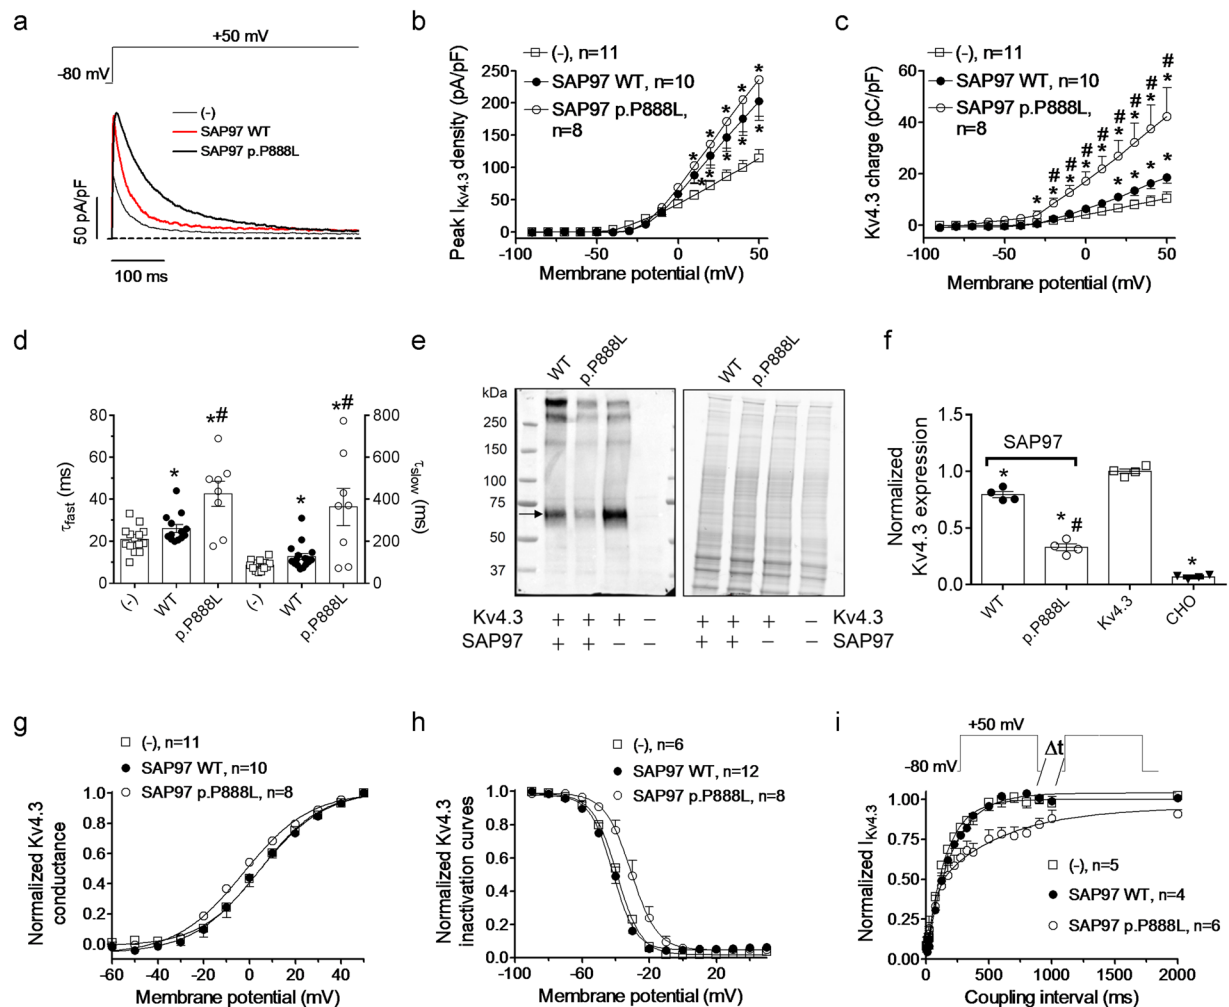 a
+50 mV
-80 mV
(-)
SAP97 WT
SAP97 p.P888L
50 pA/pF
100 ms
b
(-), n=11
SAP97 WT, n=10
SAP97 p.P888L,
n=8
Peak IKv4.3 density (pA/pF)
250
200
150
100
50
0
* * * * *
* * * * *
-100 -50 0 50
Membrane potential (mV)
c
(-), n=11
SAP97 WT, n=10
SAP97 p.P888L,
n=8
Kv4.3 charge (pC/pF)
60
40
20
0
# # # # # # # #
* * * * * * * * *
* * * *
-100 -50 0 50
Membrane potential (mV)
d
τfast (ms)
80
60
40
20
0
* *# * *#
800
600
400
200
0
τslow (ms)
(-) WT p.P888L (-) WT p.P888L
e
WT p.P888L WT p.P888L
kDa
250
150
100
75
50
37
Kv4.3 + + + − + + + − Kv4.3
SAP97 + + − − + + − − SAP97
f
Normalized
Kv4.3 expression
1.5
1.0
0.5
0.0
SAP97
* * # *
WT p.P888L Kv4.3 CHO
g
(-), n=11
SAP97 WT, n=10
SAP97 p.P888L, n=8
Normalized Kv4.3
conductance
1.0
0.8
0.6
0.4
0.2
0.0
-60 -40 -20 0 20 40
Membrane potential (mV)
h
(-), n=6
SAP97 WT, n=12
SAP97 p.P888L, n=8
Normalized Kv4.3
inactivation curves
1.0
0.8
0.6
0.4
0.2
0.0
-100 -60 -20 20
Membrane potential (mV)
i
+50 mV
Δt
-80 mV
Normalized IKv4.3
1.00
0.75
0.50
0.25
0.00
(-), n=5
SAP97 WT, n=4
SAP97 p.P888L, n=6
0 500 1000 1500 2000
Coupling interval (ms)